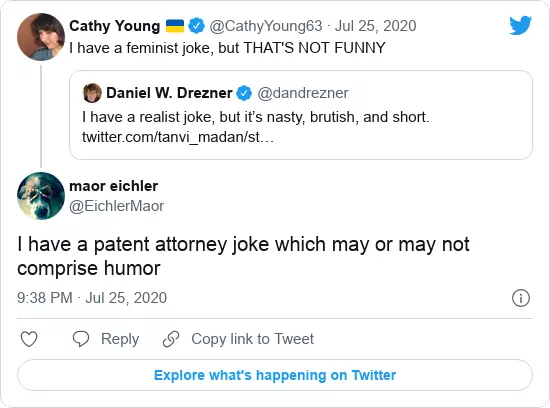 Cathy Young 🇺🇦 @CathyYoung63 · Jul 25, 2020
I have a feminist joke, but THAT'S NOT FUNNY
Daniel W. Drezner @dandrezner
I have a realist joke, but it’s nasty, brutish, and short.
twitter.com/tanvi_madan/st…
maor eichler
@EichlerMaor
I have a patent attorney joke which may or may not
comprise humor
9:38 PM · Jul 25, 2020
Reply
Copy link to Tweet
Explore what's happening on Twitter